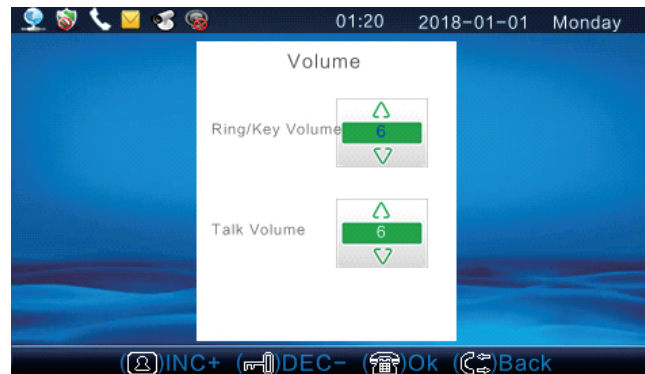 01:20 2018-01-01 Monday
Volume
Ring/Key Volume 6
Talk Volume 6
()INC+ ()DEC- ()Ok ()Back